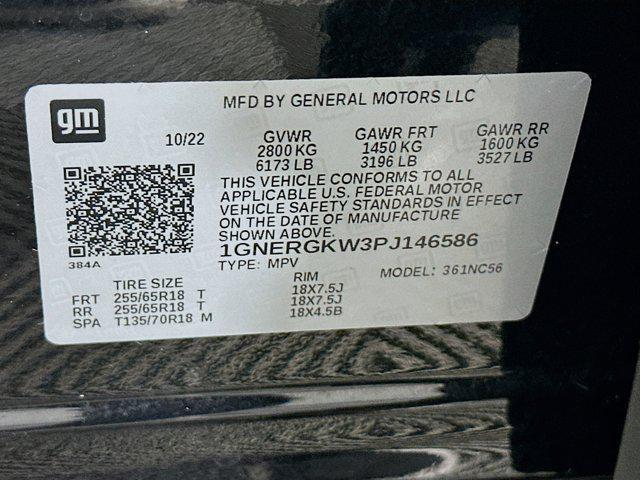 gm
MFD BY GENERAL MOTORS LLC
10/22
GVWR
2800 KG
6173 LB
GAWR FRT
1450 KG
3196 LB
GAWR RR
1600 KG
3527 LB
THIS VEHICLE CONFORMS TO ALL
APPLICABLE U.S. FEDERAL MOTOR
VEHICLE SAFETY STANDARDS IN EFFECT
ON THE DATE OF MANUFACTURE
SHOWN ABOVE.
1GNERGKW3PJ146586
TYPE: MPV
MODEL: 361NC56
384A
TIRE SIZE RIM
FRT 255/65R18 T 18X7.5J
RR 255/65R18 T 18X7.5J
SPA T135/70R18 M 18X4.5B